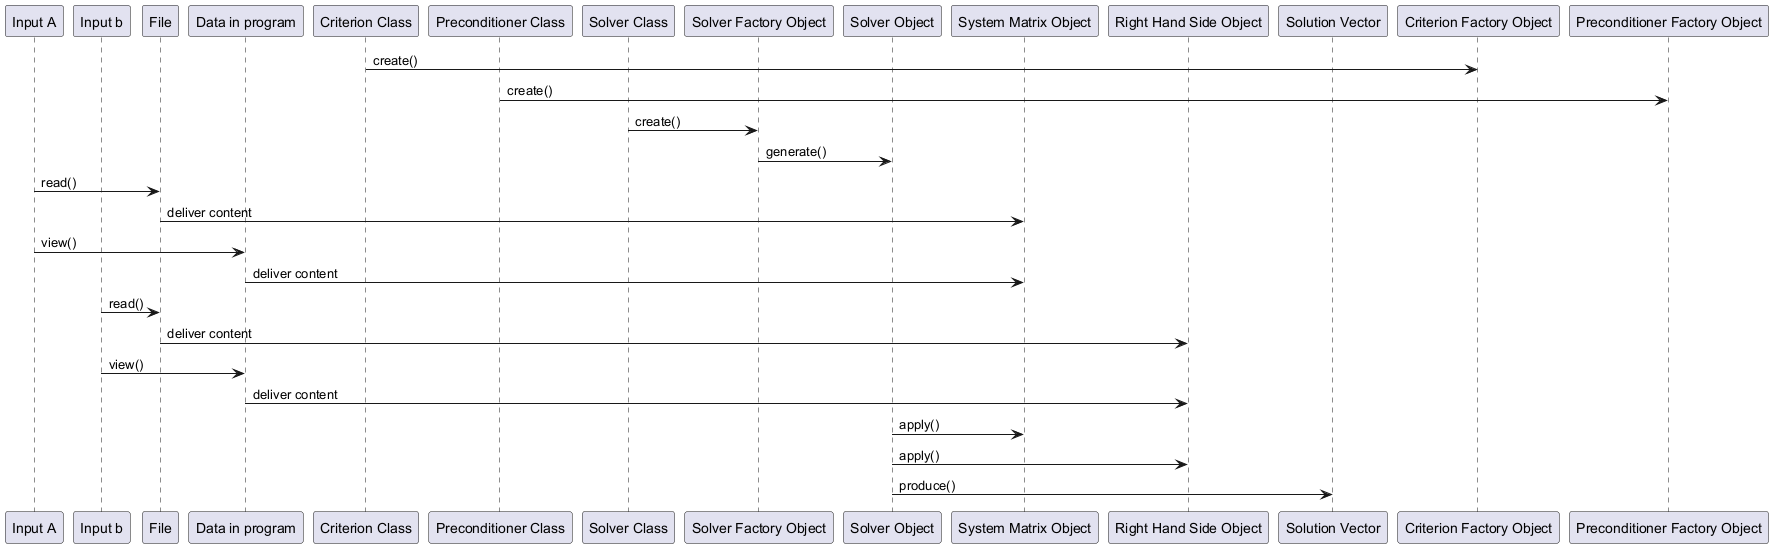 Input A Input b File Data in program Criterion Class Preconditioner Class Solver Class Solver Factory Object Solver Object System Matrix Object Right Hand Side Object Solution Vector Criterion Factory Object Preconditioner Factory Object
create()
create()
create()
generate()
read()
deliver content
view()
deliver content
read()
deliver content
view()
deliver content
apply()
apply()
produce()
Input A Input b File Data in program Criterion Class Preconditioner Class Solver Class Solver Factory Object Solver Object System Matrix Object Right Hand Side Object Solution Vector Criterion Factory Object Preconditioner Factory Object